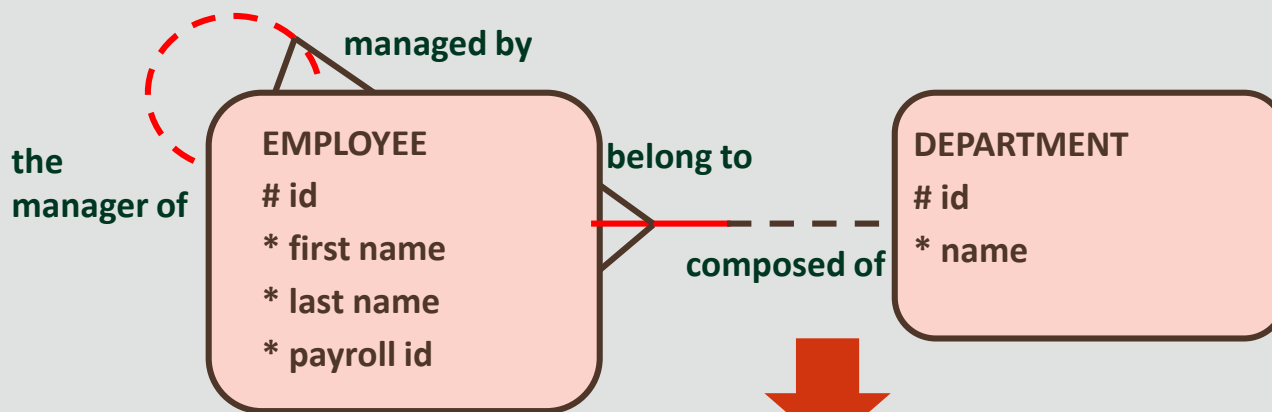 managed by
the
manager of
EMPLOYEE
# id
* first name
* last name
* payroll id
belong to
composed of
DEPARTMENT
# id
* name